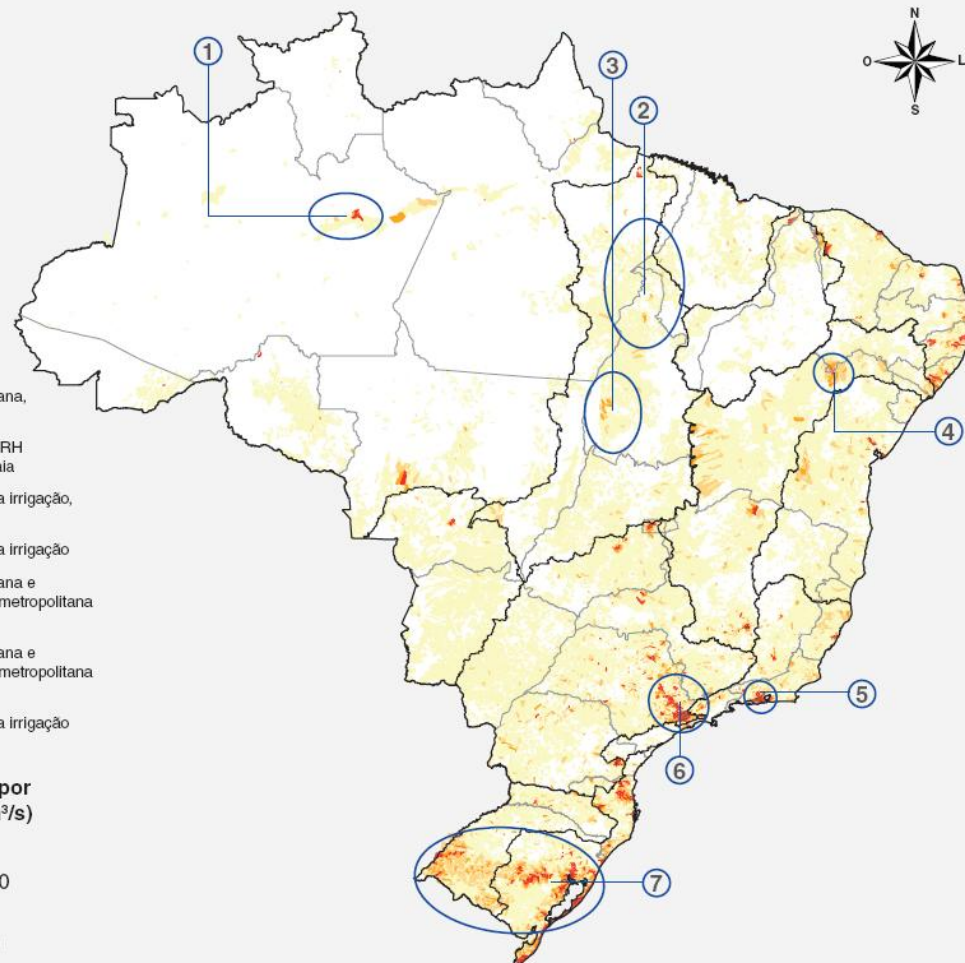 N
O
L
S
1
3
2
ana,
RH
aia
a irrigação,
a irrigação
ana e
metropolitana
ana e
metropolitana
a irrigação
por
³/s)
0
4
5
6
7